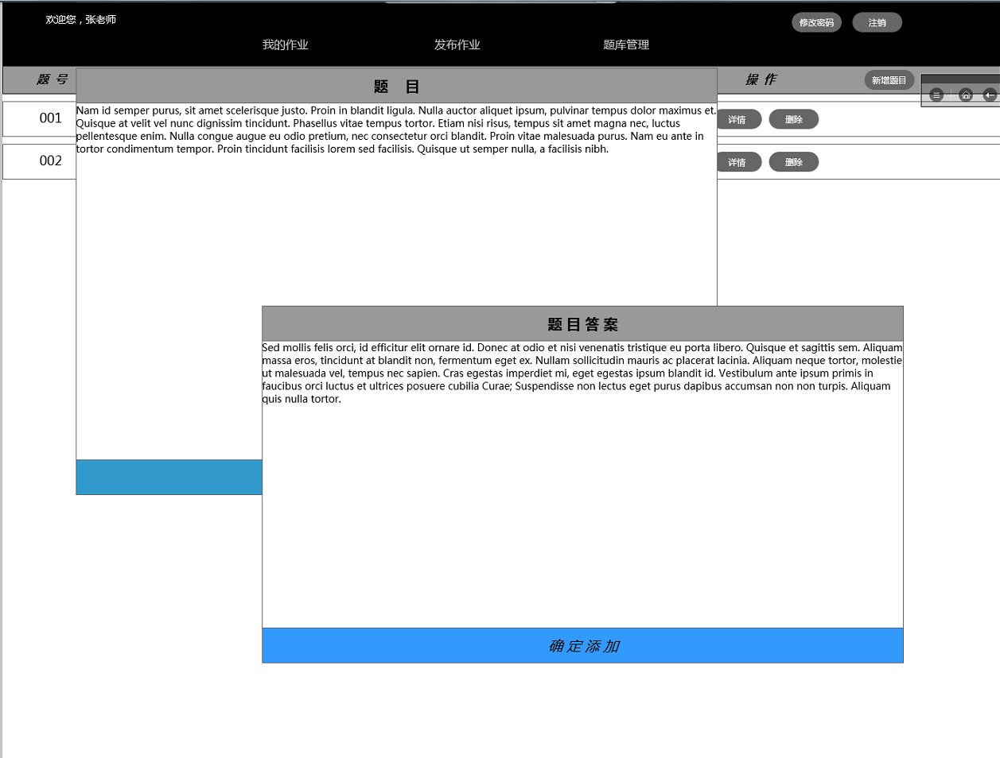 欢迎您，张老师
修改密码
注销
我的作业
发布作业
题库管理
题 号
题 目
操 作
新增题目
001
详情
删除
002
详情
删除
Nam id semper purus, sit amet scelerisque justo. Proin in blandit ligula. Nulla auctor aliquet ipsum, pulvinar tempus dolor maximus et.
Quisque at velit vel nunc dignissim tincidunt. Phasellus vitae tempus tortor. Etiam nisi risus, tempus sit amet magna nec, luctus
pellentesque enim. Nulla congue augue eu odio pretium, nec consectetur orci blandit. Proin vitae malesuada purus. Nam eu ante in
tortor condimentum tempor. Proin tincidunt facilisis lorem sed facilisis. Quisque ut semper nulla, a facilisis nibh.
题目答案
Sed mollis felis orci, id efficitur elit ornare id. Donec at odio et nisi venenatis tristique eu porta libero. Quisque et sagittis sem. Aliquam
massa eros, tincidunt at blandit non, fermentum eget ex. Nullam sollicitudin mauris ac placerat lacinia. Aliquam neque tortor, molestie
ut malesuada vel, tempus nec sapien. Cras egestas imperdiet mi, eget egestas ipsum blandit id. Vestibulum ante ipsum primis in
faucibus orci luctus et ultrices posuere cubilia Curae; Suspendisse non lectus eget purus dapibus accumsan non non turpis. Aliquam
quis nulla tortor.
确定添加